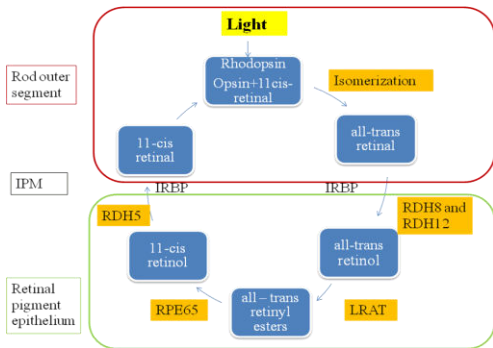 Light
Rhodopsin
Opsin+11cis-
retinal
Isomerization
Rod outer
segment
11-cis
retinal
all-trans
retinal
IPM
IRBP
IRBP
RDH5
RDH8 and
RDH12
11-cis
retinol
all-trans
retinol
Retinal
pigment
epithelium
RPE65
all – trans
retinyl
esters
LRAT